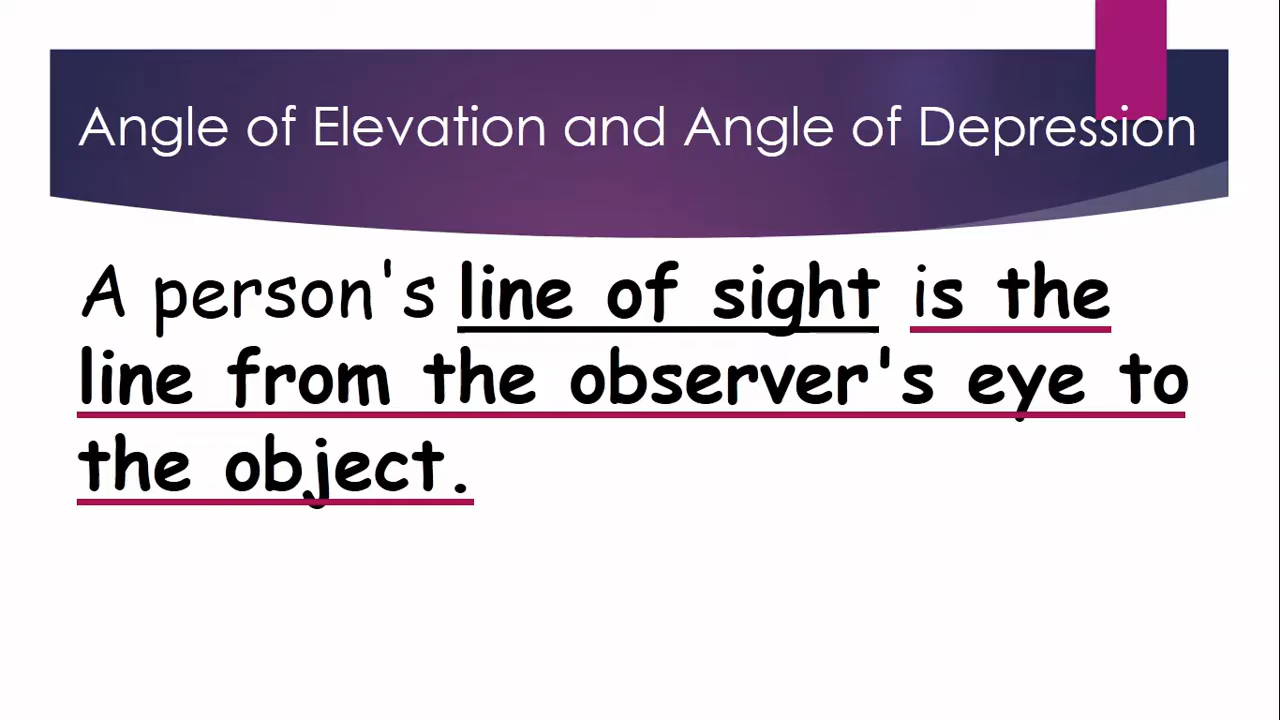 Angle of Elevation and Angle of Depression
A person's line of sight is the
line from the observer's eye to
the object.